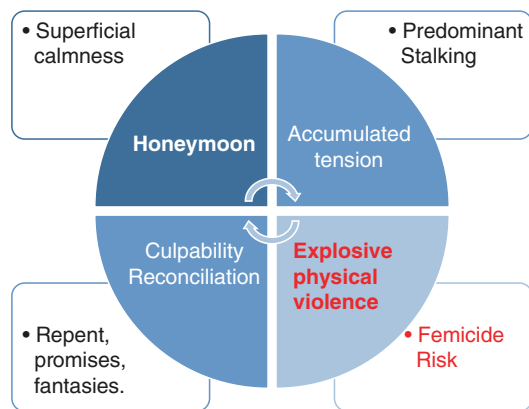 • Superficial
calmness
• Predominant
Stalking
Honeymoon
Accumulated
tension
Culpability
Reconciliation
Explosive
physical
violence
• Repent,
promises,
fantasies.
• Femicide
Risk